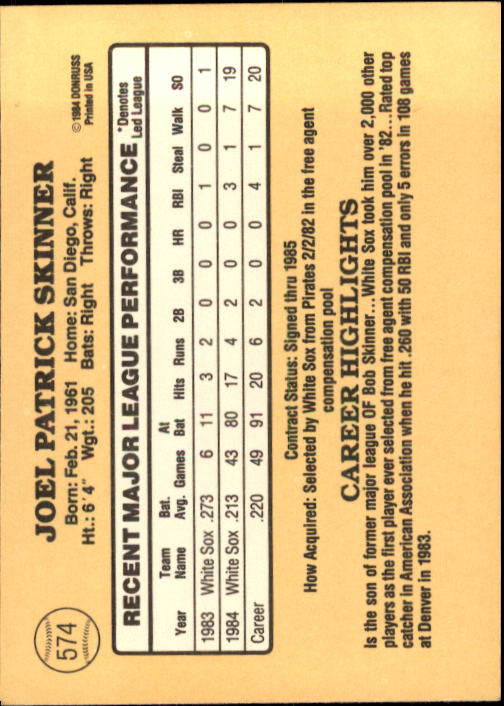 574
JOEL PATRICK SKINNER
Born: Feb. 21, 1961 Home: San Diego, Calif.
Ht.: 6' 4" Wgt.: 205 Bats: Right Throws: Right
© 1984 DONRUSS
Printed in USA
RECENT MAJOR LEAGUE PERFORMANCE *Denotes Led League
Year Team Name Bat. Avg. Games At Bat Hits Runs 2B 3B HR RBI Steal Walk SO
1983 White Sox .273 6 11 3 2 0 0 0 1 0 0 1
1984 White Sox .213 43 80 17 4 2 0 0 3 1 7 19
Career .220 49 91 20 6 2 0 0 4 1 7 20
Contract Status: Signed thru 1985
How Acquired: Selected by White Sox from Pirates 2/2/82 in the free agent
compensation pool
CAREER HIGHLIGHTS
Is the son of former major league OF Bob Skinner... White Sox took him over 2,000 other
players as the first player ever selected from free agent compensation pool in '82... Rated top
catcher in American Association when he hit .260 with 50 RBI and only 5 errors in 108 games
at Denver in 1983.